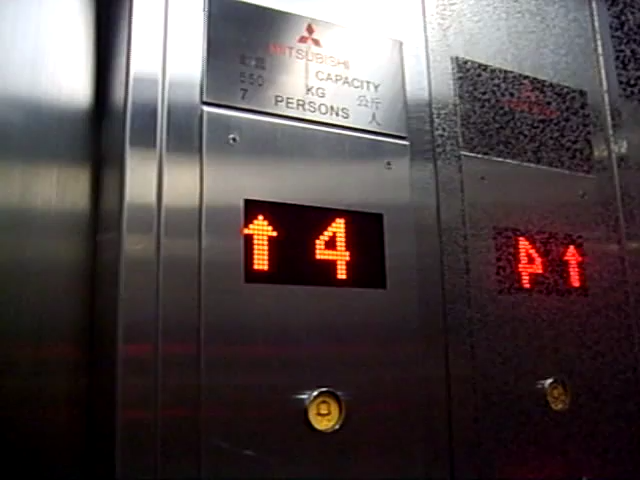 MITSUBISHI
載重 CAPACITY
550 KG 公斤
7 PERSONS 人
↑ 4